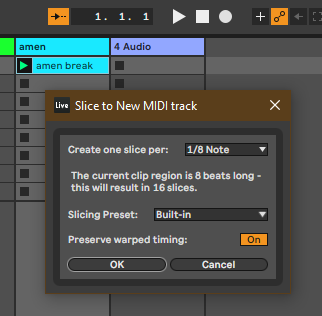 1. 1. 1
amen
4 Audio
amen break
Live
Slice to New MIDI track
Create one slice per:
1/8 Note
The current clip region is 8 beats long -
this will result in 16 slices.
Slicing Preset:
Built-in
Preserve warped timing:
On
OK
Cancel